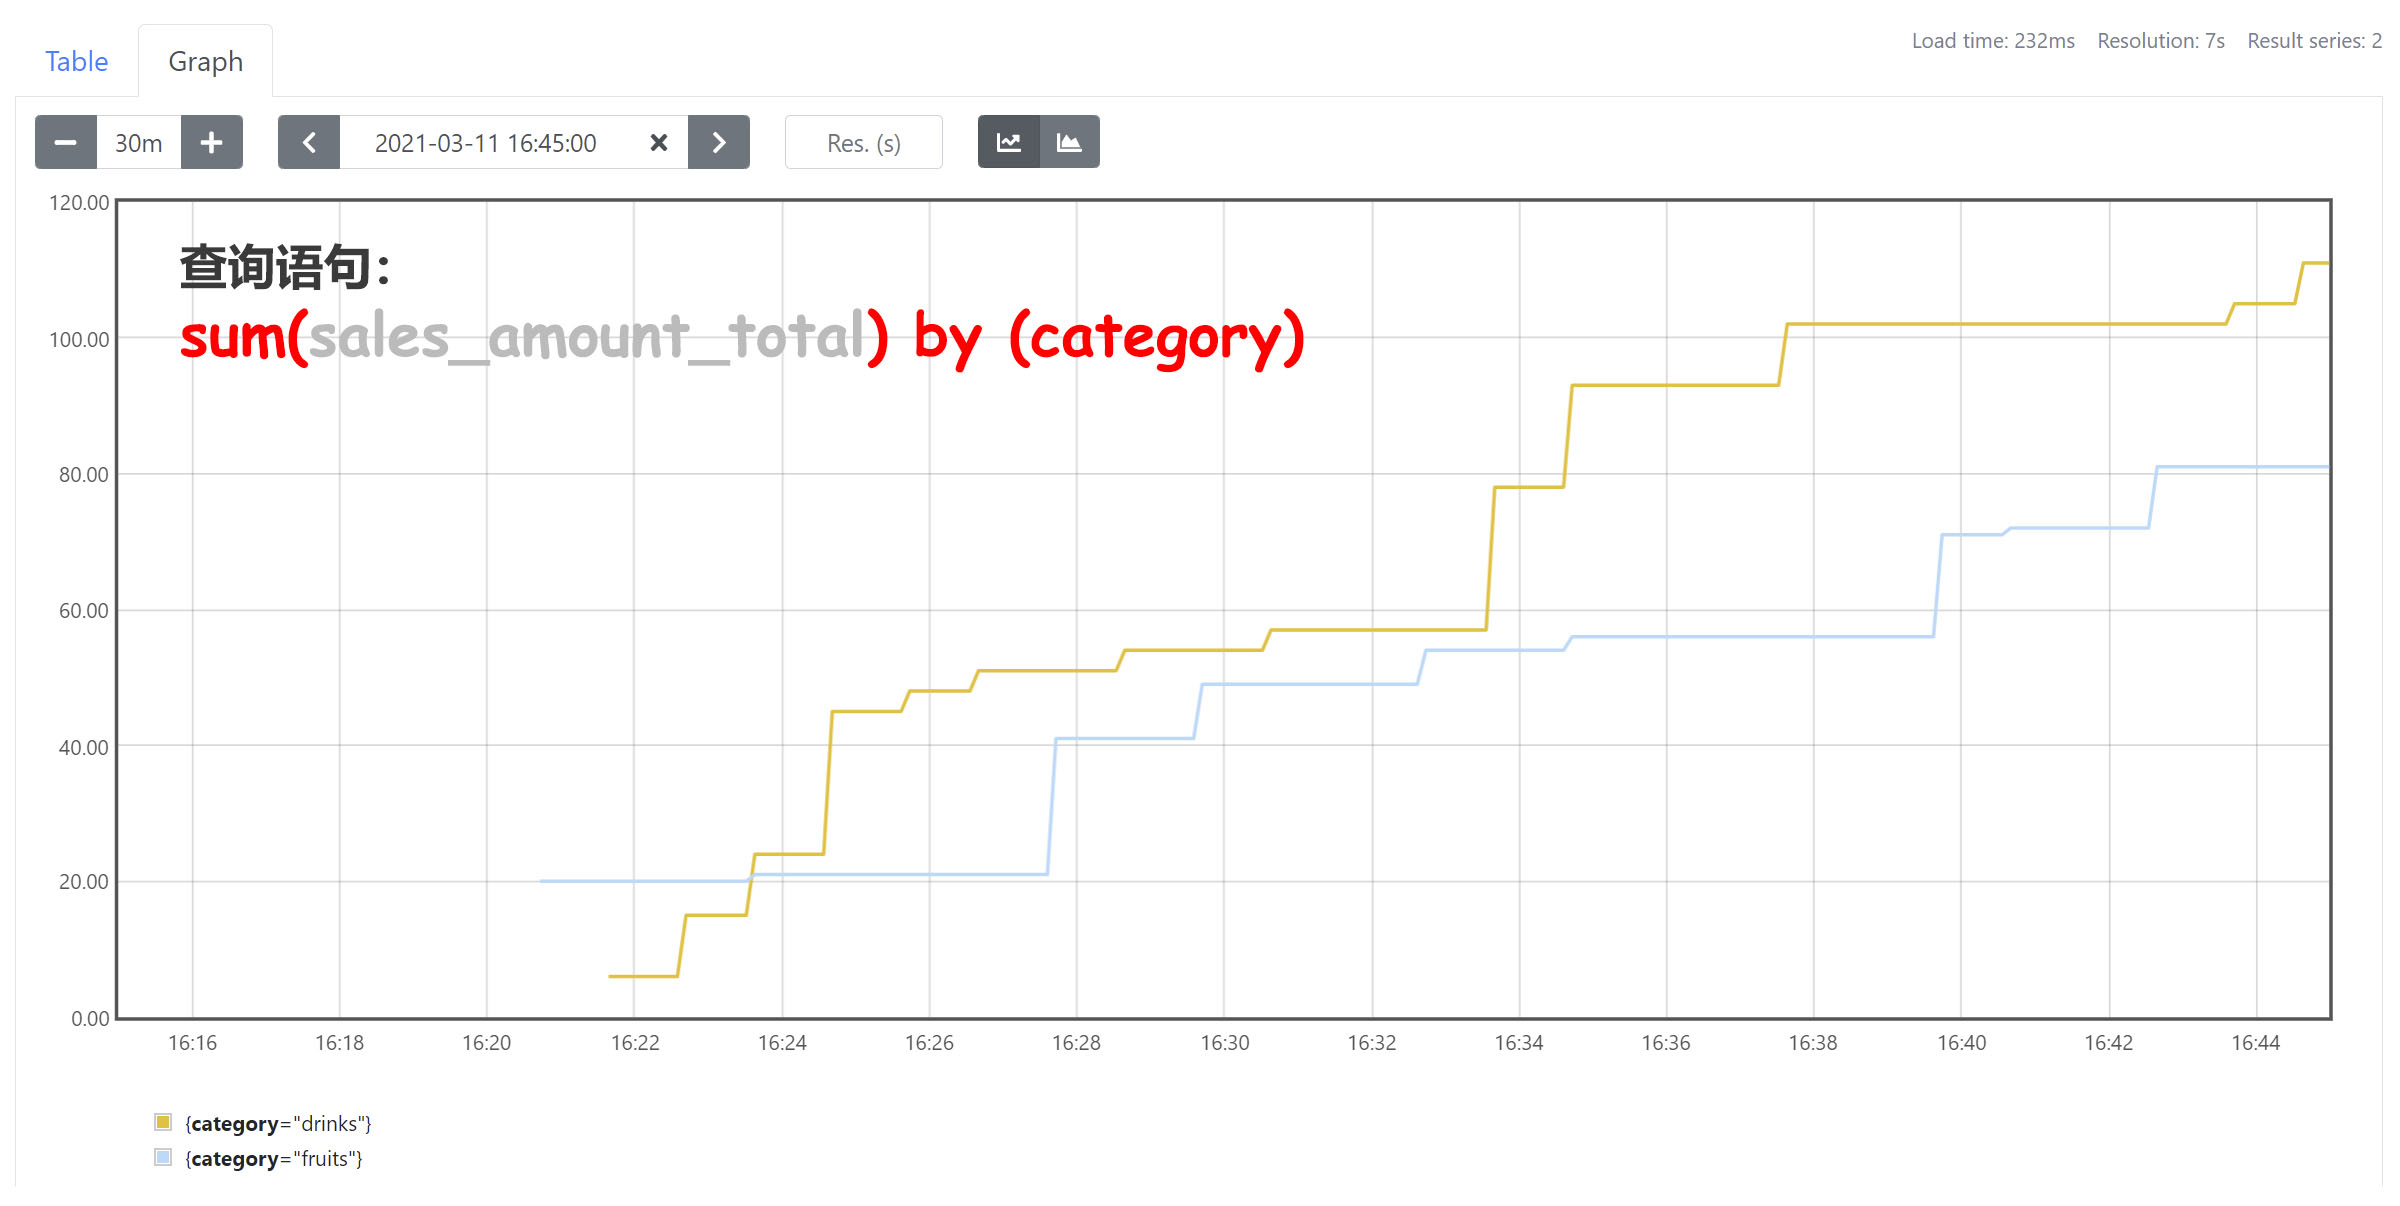 Table
Graph
Load time: 232ms Resolution: 7s Result series: 2
30m
2021-03-11 16:45:00
Res. (s)
120.00
100.00
80.00
60.00
40.00
20.00
0.00
查询语句：
sum(sales_amount_total) by (category)
16:16 16:18 16:20 16:22 16:24 16:26 16:28 16:30 16:32 16:34 16:36 16:38 16:40 16:42 16:44
{category="drinks"}
{category="fruits"}